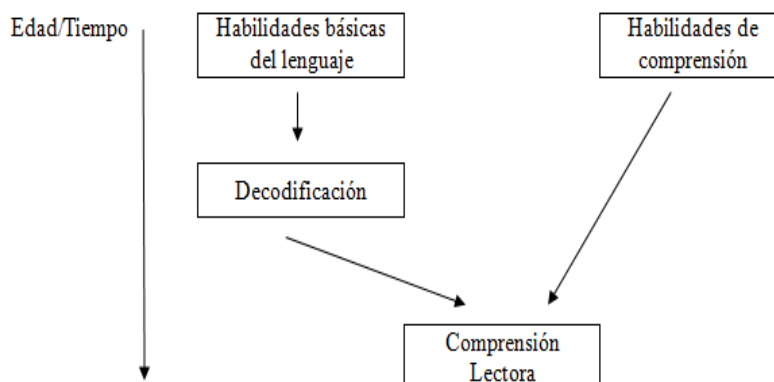 Edad/Tiempo
Habilidades básicas
del lenguaje
Habilidades de
comprensión
Decodificación
Comprensión
Lectora